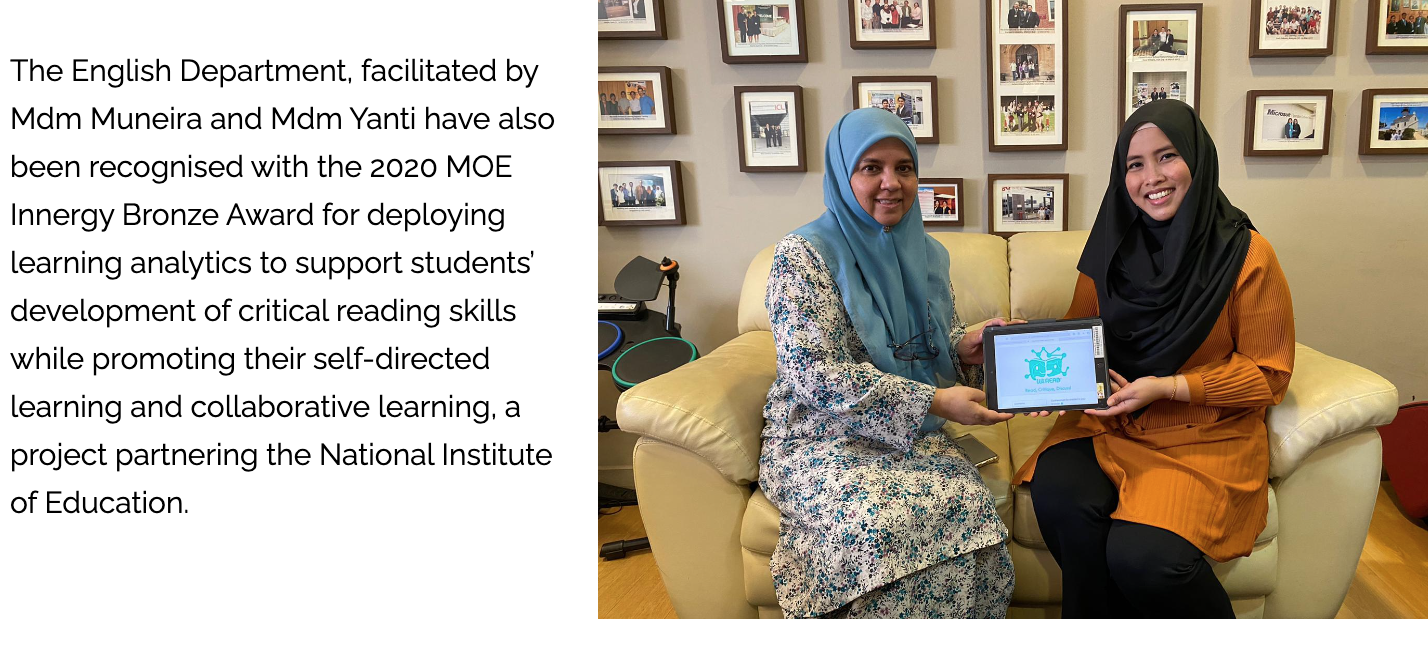 The English Department, facilitated by
Mdm Muneira and Mdm Yanti have also
been recognised with the 2020 MOE
Innergy Bronze Award for deploying
learning analytics to support students’
development of critical reading skills
while promoting their self-directed
learning and collaborative learning, a
project partnering the National Institute
of Education.
Microsoft
WiREAD